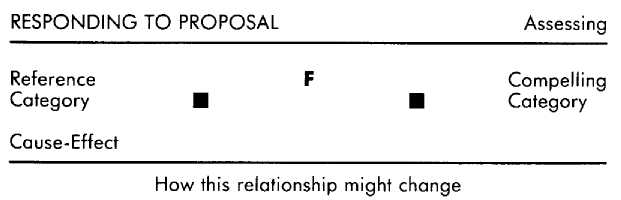 RESPONDING TO PROPOSAL Assessing
Reference F Compelling
Category ■ ■ Category
Cause-Effect
How this relationship might change